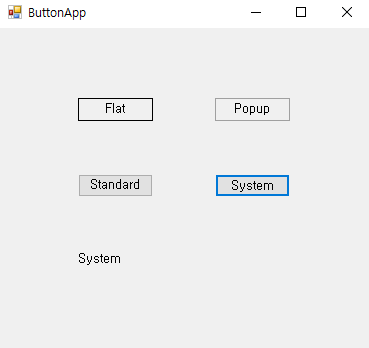 ButtonApp
Flat Popup
Standard System
System